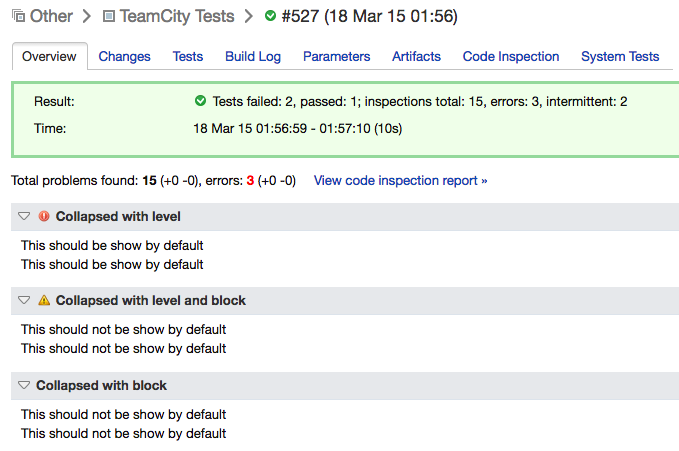 Other > TeamCity Tests > #527 (18 Mar 15 01:56)
Overview Changes Tests Build Log Parameters Artifacts Code Inspection System Tests
Result: Tests failed: 2, passed: 1; inspections total: 15, errors: 3, intermittent: 2
Time: 18 Mar 15 01:56:59 - 01:57:10 (10s)
Total problems found: 15 (+0 -0), errors: 3 (+0 -0) View code inspection report »
Collapsed with level
This should be show by default
This should be show by default
Collapsed with level and block
This should not be show by default
This should not be show by default
Collapsed with block
This should not be show by default
This should not be show by default